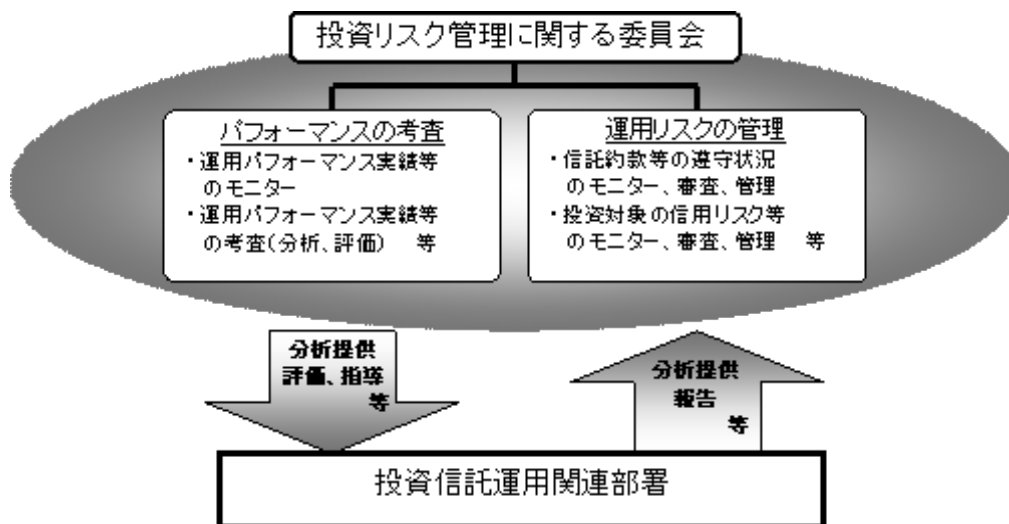 投資リスク管理に関する委員会
パフォーマンスの考査
・運用パフォーマンス実績等
のモニター
・運用パフォーマンス実績等
の考査(分析、評価) 等
運用リスクの管理
・信託約款等の遵守状況
のモニター、審査、管理
・投資対象の信用リスク等
のモニター、審査、管理 等
分析提供
評価、指導
等
分析提供
報告
等
投資信託運用関連部署